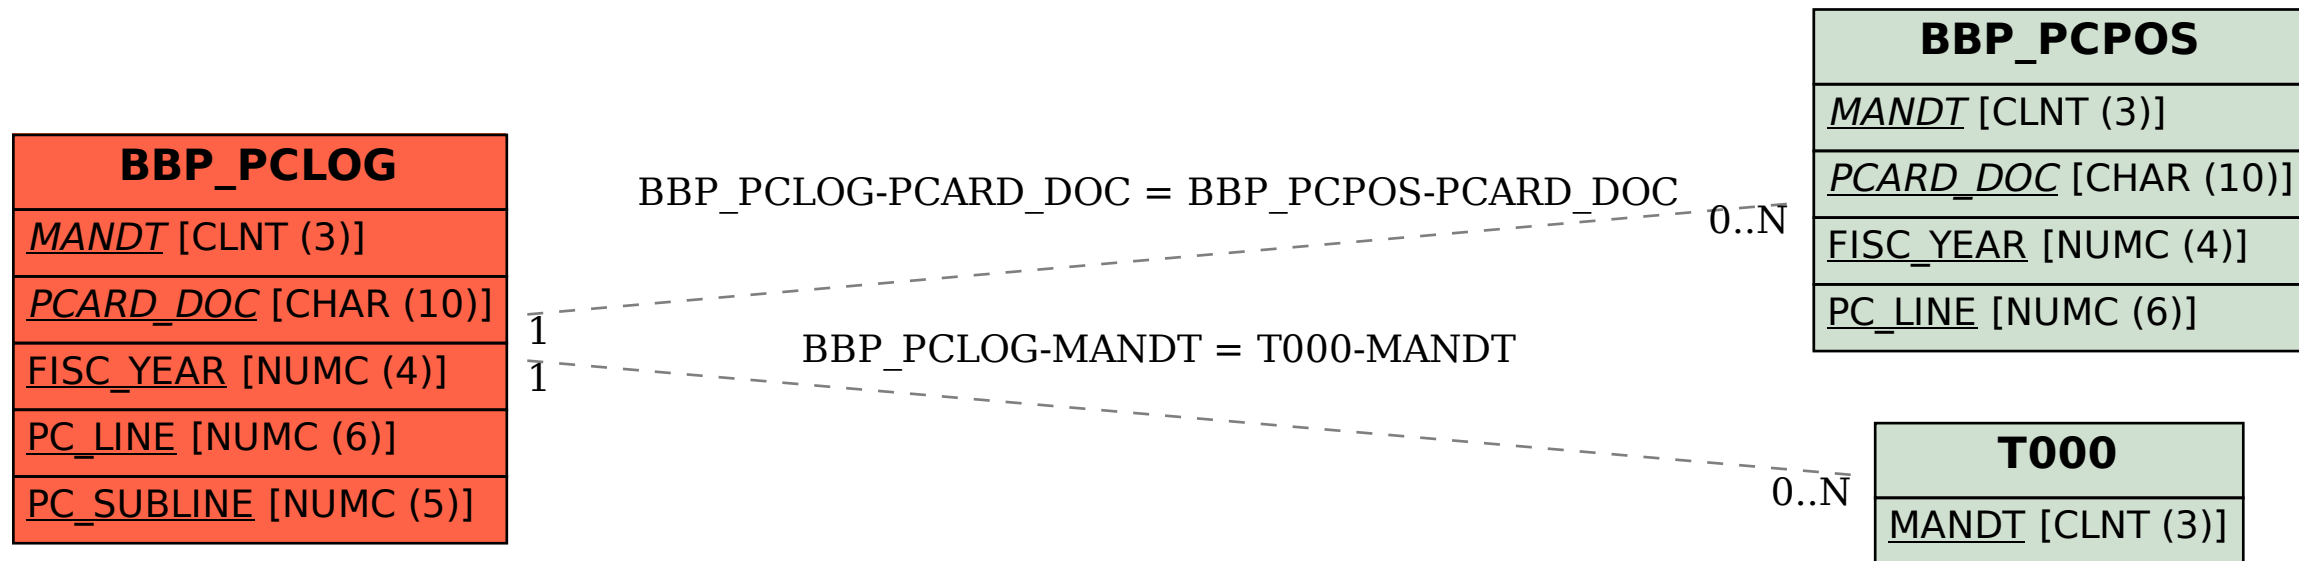 BBP_PCLOG
MANDT [CLNT (3)]
PCARD_DOC [CHAR (10)]
FISC_YEAR [NUMC (4)]
PC_LINE [NUMC (6)]
PC_SUBLINE [NUMC (5)]
BBP_PCLOG-PCARD_DOC = BBP_PCPOS-PCARD_DOC
0..N
1
BBP_PCLOG-MANDT = T000-MANDT
1
0..N
BBP_PCPOS
MANDT [CLNT (3)]
PCARD_DOC [CHAR (10)]
FISC_YEAR [NUMC (4)]
PC_LINE [NUMC (6)]
T000
MANDT [CLNT (3)]